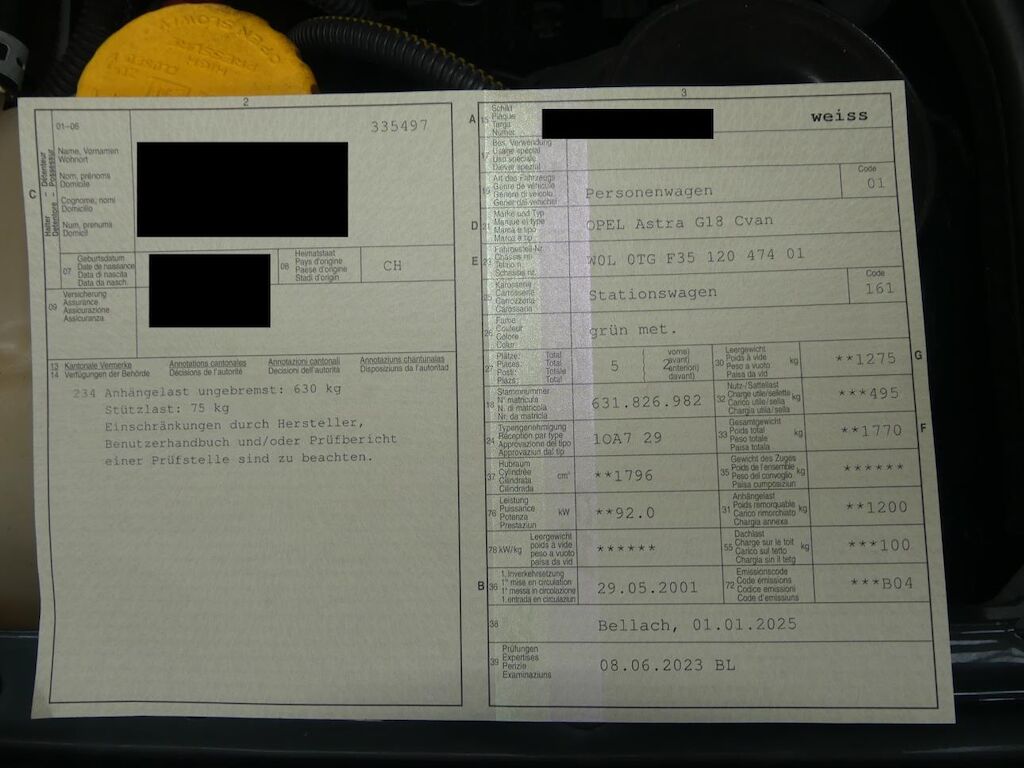 OPEN SLOWLY
2
01-06
335497
Halter - Détenteur
Detentore - Possessur
C
Name, Vornamen
Wohnort
Nom, prénoms
Domicile
Cognome, nomi
Domicilio
Num, prenums
Domicil
07
Geburtsdatum
Date de naissance
Data di nascita
Data da nasch.
08
Heimatstaat
Pays d'origine
Paese d'origine
Stadi d'origin
CH
09
Versicherung
Assurance
Assicurazione
Assicuranza
13 Kantonale Vermerke
14 Verfügungen der Behörde
Annotations cantonales
Décisions de l'autorité
Annotazioni cantonali
Decisioni dell'autorità
Annotaziuns chantunalas
Disposiziuns da l'autoritad
234 Anhängelast ungebremst: 630 kg
Stützlast: 75 kg
Einschränkungen durch Hersteller,
Benutzerhandbuch und/oder Prüfbericht
einer Prüfstelle sind zu beachten.
3
A 15
Schild
Plaque
Targa
Numer
weiss
17
Bes. Verwendung
Usage spécial
Uso speciale
Diever spezial
19
Art des Fahrzeugs
Genre de véhicule
Genere di veicolo
Gener dal vehichel
Personenwagen
Code
01
D 21
Marke und Typ
Marque et type
Marca e tipo
Marca e tip
OPEL Astra G18 Cvan
E 23
Fahrgestell-Nr.
Châssis no
Telaio n.
Schassis nr.
W0L 0TG F35 120 474 01
25
Karosserie
Carrosserie
Carrozzeria
Carossaria
Stationswagen
Code
161
26
Farbe
Couleur
Colore
Colur
grün met.
27
Plätze: Total
Places: Total
Posti: Totale
Plazs: Total
5
( vorne)
avant)
2 anteriori)
davant)
30
Leergewicht
Poids à vide
Peso a vuoto
Paisa da vid
kg
**1275
G
18
Stammnummer
N° matricula
N. di matricola
Nr. da matricla
631.826.982
32
Nutz-/Sattellast
Charge utile/sellette
Carico utile/sella
Chargia utila/sella
kg
***495
24
Typengenehmigung
Réception par type
Approvazione del tipo
Approvaziun dal tip
1OA7 29
33
Gesamtgewicht
Poids total
Peso totale
Paisa totala
kg
**1770
F
37
Hubraum
Cylindrée
Cilindrata
Cilindrada
cm³
**1796
35
Gewicht des Zuges
Poids de l'ensemble
Peso del convoglio
Paisa cumposiziun
kg
******
76
Leistung
Puissance
Potenza
Prestaziun
kW
**92.0
31
Anhängelast
Poids remorquable
Carico rimorchiato
Chargia annexa
kg
**1200
78 kW/kg
Leergewicht
poids à vide
peso a vuoto
paisa da vid
******
55
Dachlast
Charge sur le toit
Carico sul tetto
Chargia sin il tetg
kg
***100
B 36
1. Inverkehrsetzung
1re mise en circulation
1a messa in circolazione
1. entrada en circulaziun
29.05.2001
72
Emissionscode
Code émissions
Codice emissioni
Code d'emissiuns
***B04
38
Bellach, 01.01.2025
39
Prüfungen
Expertises
Perizie
Examinaziuns
08.06.2023 BL